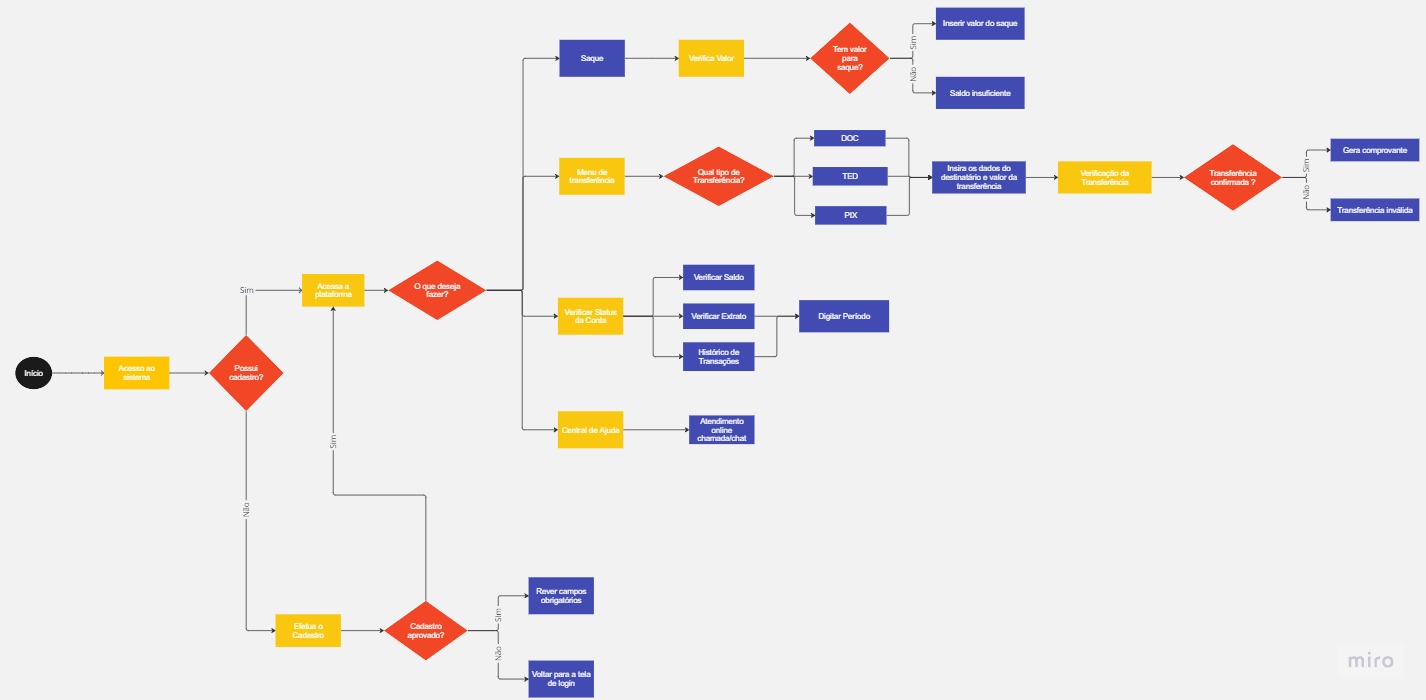 Início
Acesso ao
sistema
Possui
cadastro?
Sim
Não
Acessa a
plataforma
O que deseja
fazer?
Saque
Verifica Valor
Tem valor
para
saque?
Sim
Não
Inserir valor do saque
Saldo insuficiente
Menu de
transferência
Qual tipo de
Transferência?
DOC
TED
PIX
Insira os dados do
destinatário e valor da
transferência
Verificação da
Transferência
Transferência
confirmada ?
Sim
Não
Gera comprovante
Transferência inválida
Verificar Status
da Conta
Verificar Saldo
Verificar Extrato
Histórico de
Transações
Digitar Período
Central de Ajuda
Atendimento
online
chamada/chat
Efetua o
Cadastro
Cadastro
aprovado?
Sim
Sim
Não
Rever campos
obrigatórios
Voltar para a tela
de login
miro